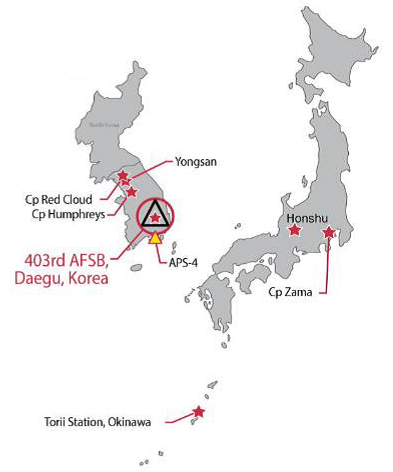 North Korea
Yongsan
Cp Red Cloud
Cp Humphreys
Honshu
403rd AFSB,
Daegu, Korea
APS-4
Cp Zama
Torii Station, Okinawa